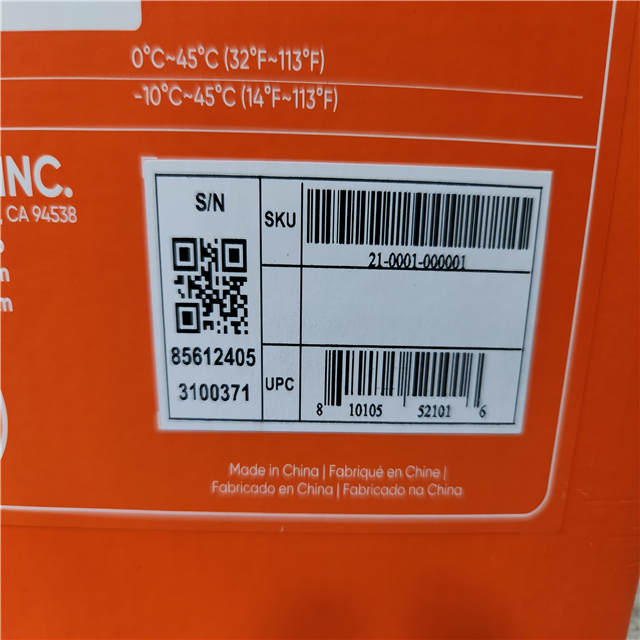 0°C~45°C (32°F~113°F)
-10°C~45°C (14°F~113°F)
INC.
, CA 94538
S/N
85612405
3100371
SKU
21-0001-000001
UPC
8 10105 52101 6
Made in China | Fabriqué en Chine |
Fabricado en China | Fabricado na China